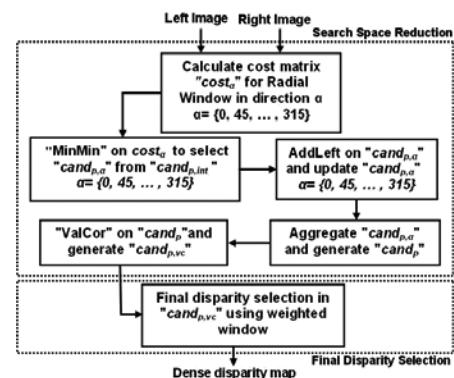 Left Image
Right Image
Search Space Reduction
Calculate cost matrix
"costα" for Radial
Window in direction α
α= {0, 45, ... , 315}
"MinMin" on costα to select
"candp,α" from "candp,int"
α= {0, 45, ... , 315}
AddLeft on "candp,α"
and update "candp,α"
α= {0, 45, ... , 315}
"ValCor" on "candp"and
generate "candp,vc"
Aggregate "candp,α"
and generate "candp"
Final disparity selection in
"candp,vc" using weighted
window
Final Disparity Selection
Dense disparity map